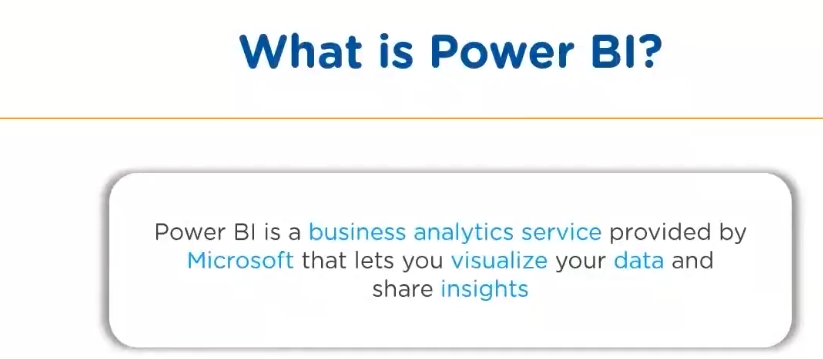 What is Power BI?
Power BI is a business analytics service provided by
Microsoft that lets you visualize your data and
share insights